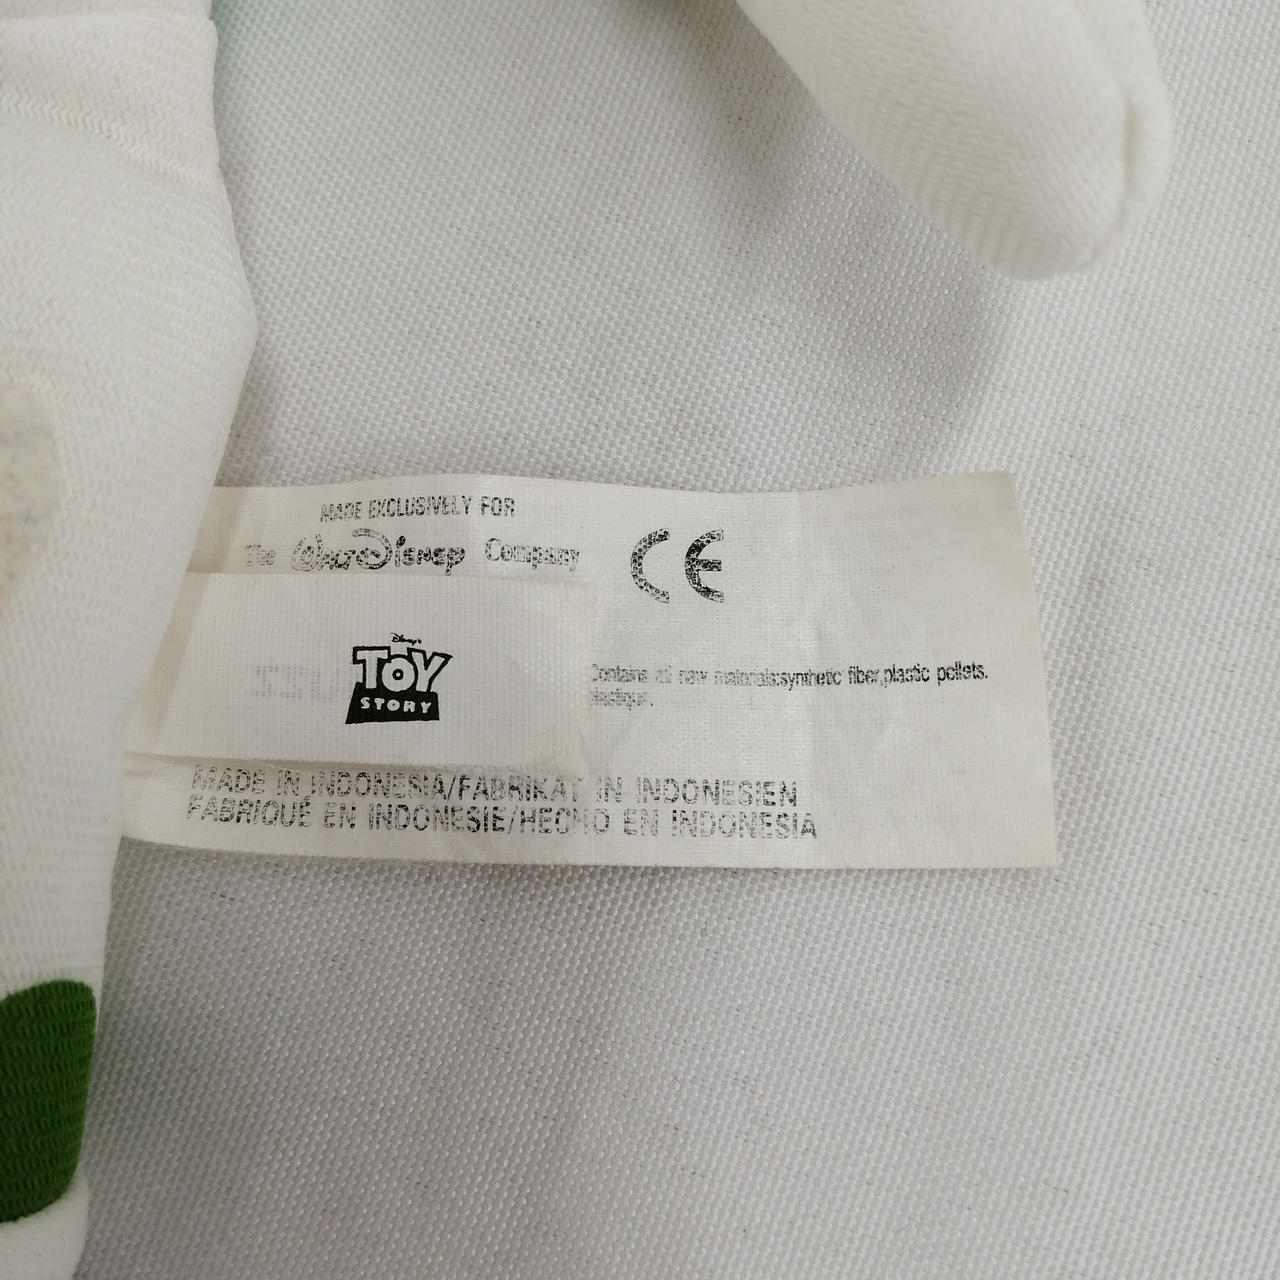 MADE EXCLUSIVELY FOR
The Walt Disney Company
CE
Disney's
TOY
STORY
Contains all new materials:synthetic fiber,plastic pellets.
plastique.
MADE IN INDONESIA/FABRIKAT IN INDONESIEN
FABRIQUÉ EN INDONESIE/HECHO EN INDONESIA